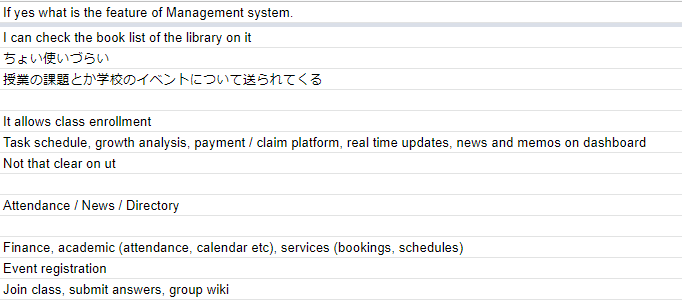 If yes what is the feature of Management system.
I can check the book list of the library on it
ちょい使いづらい
授業の課題とか学校のイベントについて送られてくる
It allows class enrollment
Task schedule, growth analysis, payment / claim platform, real time updates, news and memos on dashboard
Not that clear on ut
Attendance / News / Directory
Finance, academic (attendance, calendar etc), services (bookings, schedules)
Event registration
Join class, submit answers, group wiki